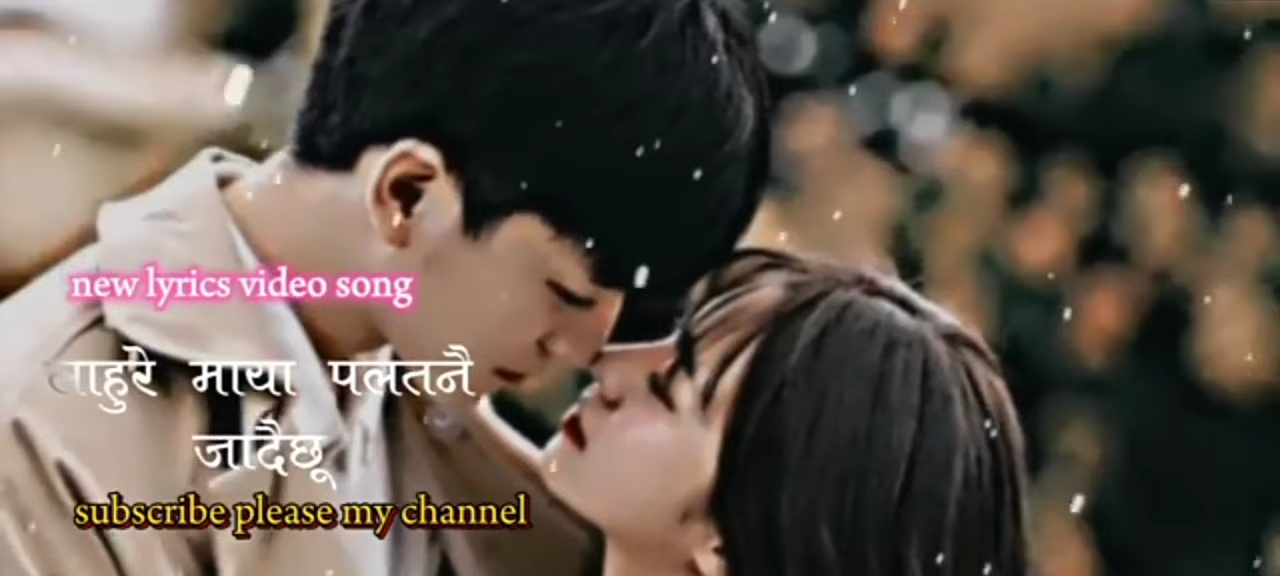 new lyrics video song
लाहुरे माया पलतनै
जादैछू
subscribe please my channel